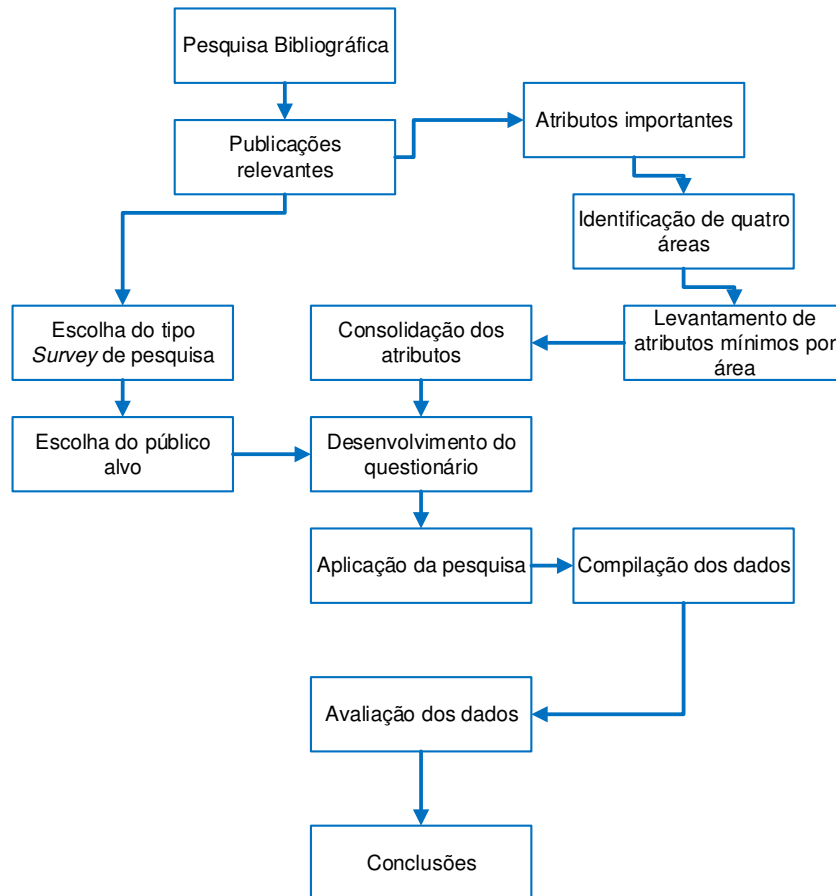 Pesquisa Bibliográfica
Publicações
relevantes
Atributos importantes
Identificação de quatro
áreas
Escolha do tipo
Survey de pesquisa
Consolidação dos
atributos
Levantamento de
atributos mínimos por
área
Escolha do público
alvo
Desenvolvimento do
questionário
Aplicação da pesquisa
Compilação dos dados
Avaliação dos dados
Conclusões